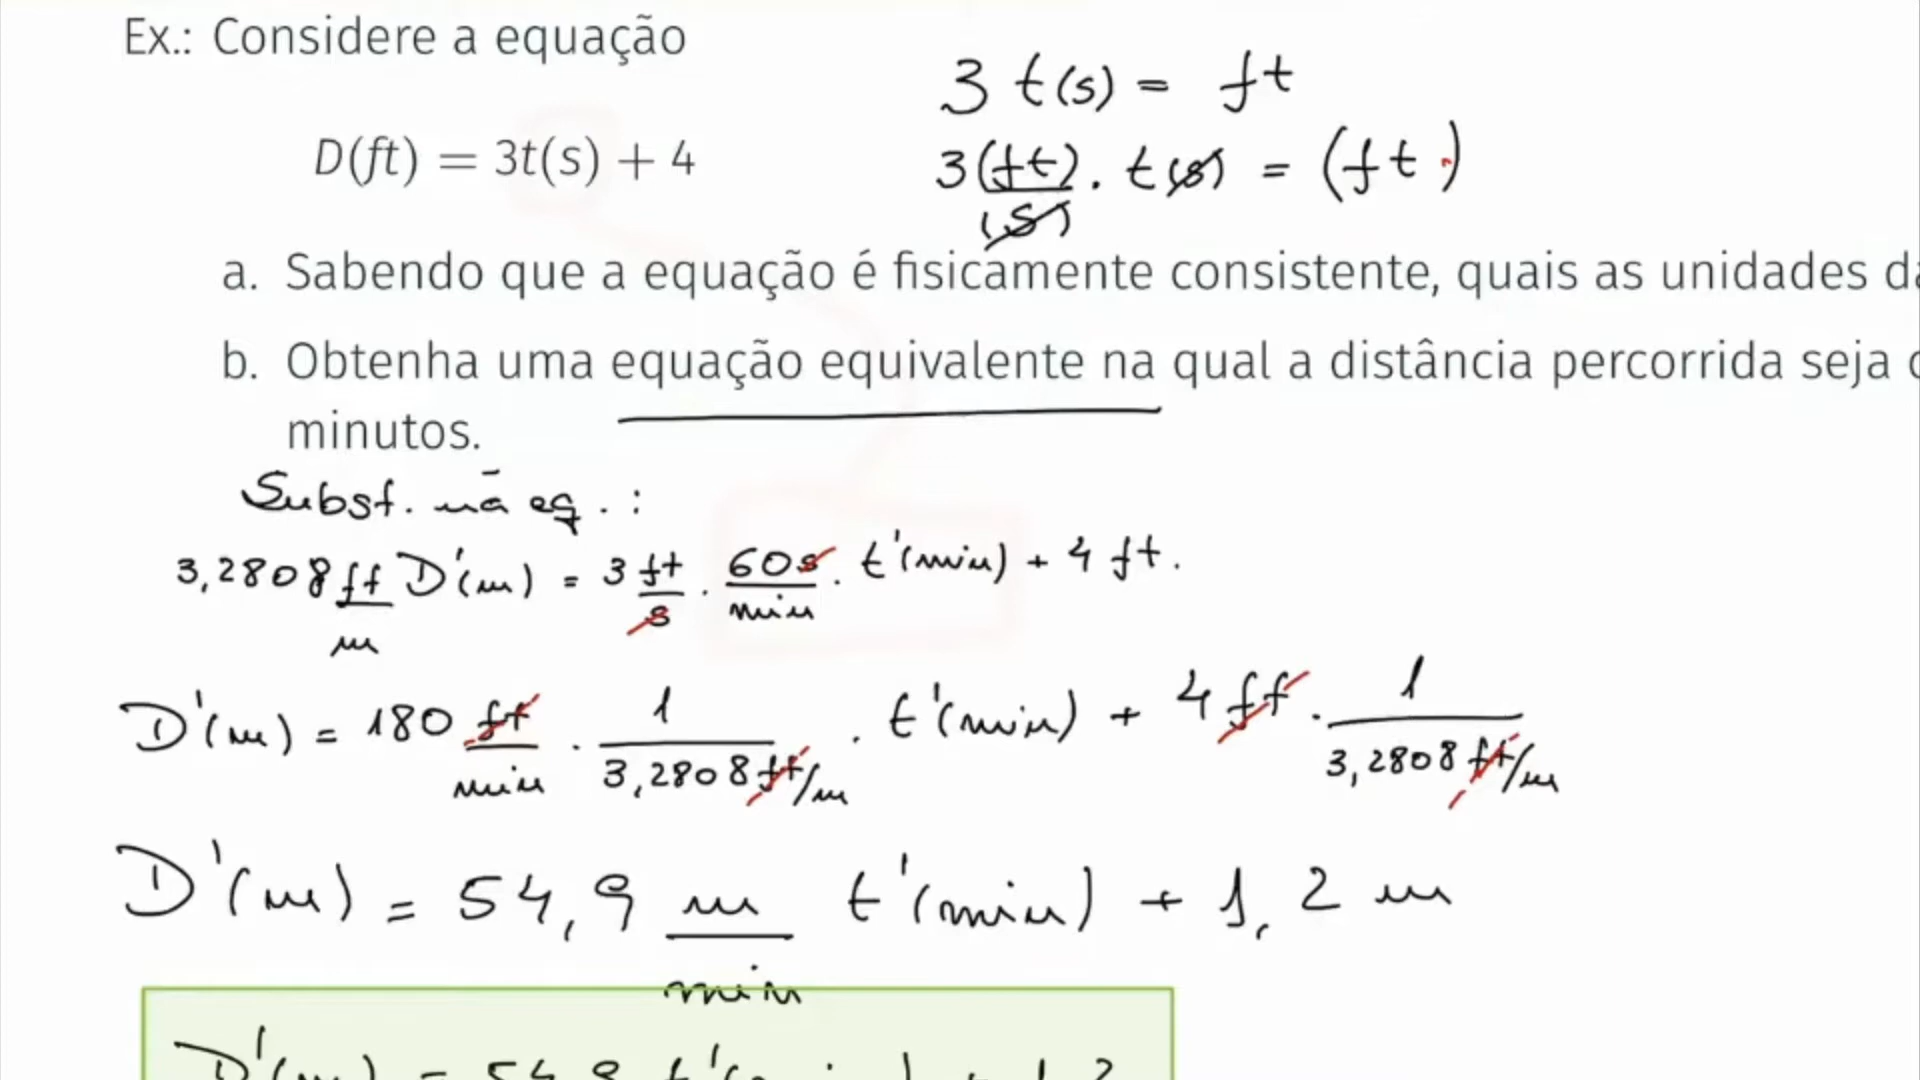 Ex.: Considere a equação
D(ft) = 3t(s) + 4
3 t(s) = ft
3(ft)/(s) . t(s) = (ft)
a. Sabendo que a equação é fisicamente consistente, quais as unidades
b. Obtenha uma equação equivalente na qual a distância percorrida seja
minutos.
Subst. na eq. :
3,2808 ft/m D'(m) = 3 ft/s . 60s/min . t'(min) + 4 ft.
D'(m) = 180 ft/min . 1/3,2808 ft/m . t'(min) + 4 ft . 1/3,2808 ft/m
D'(m) = 54,9 m/min t'(min) + 1,2 m